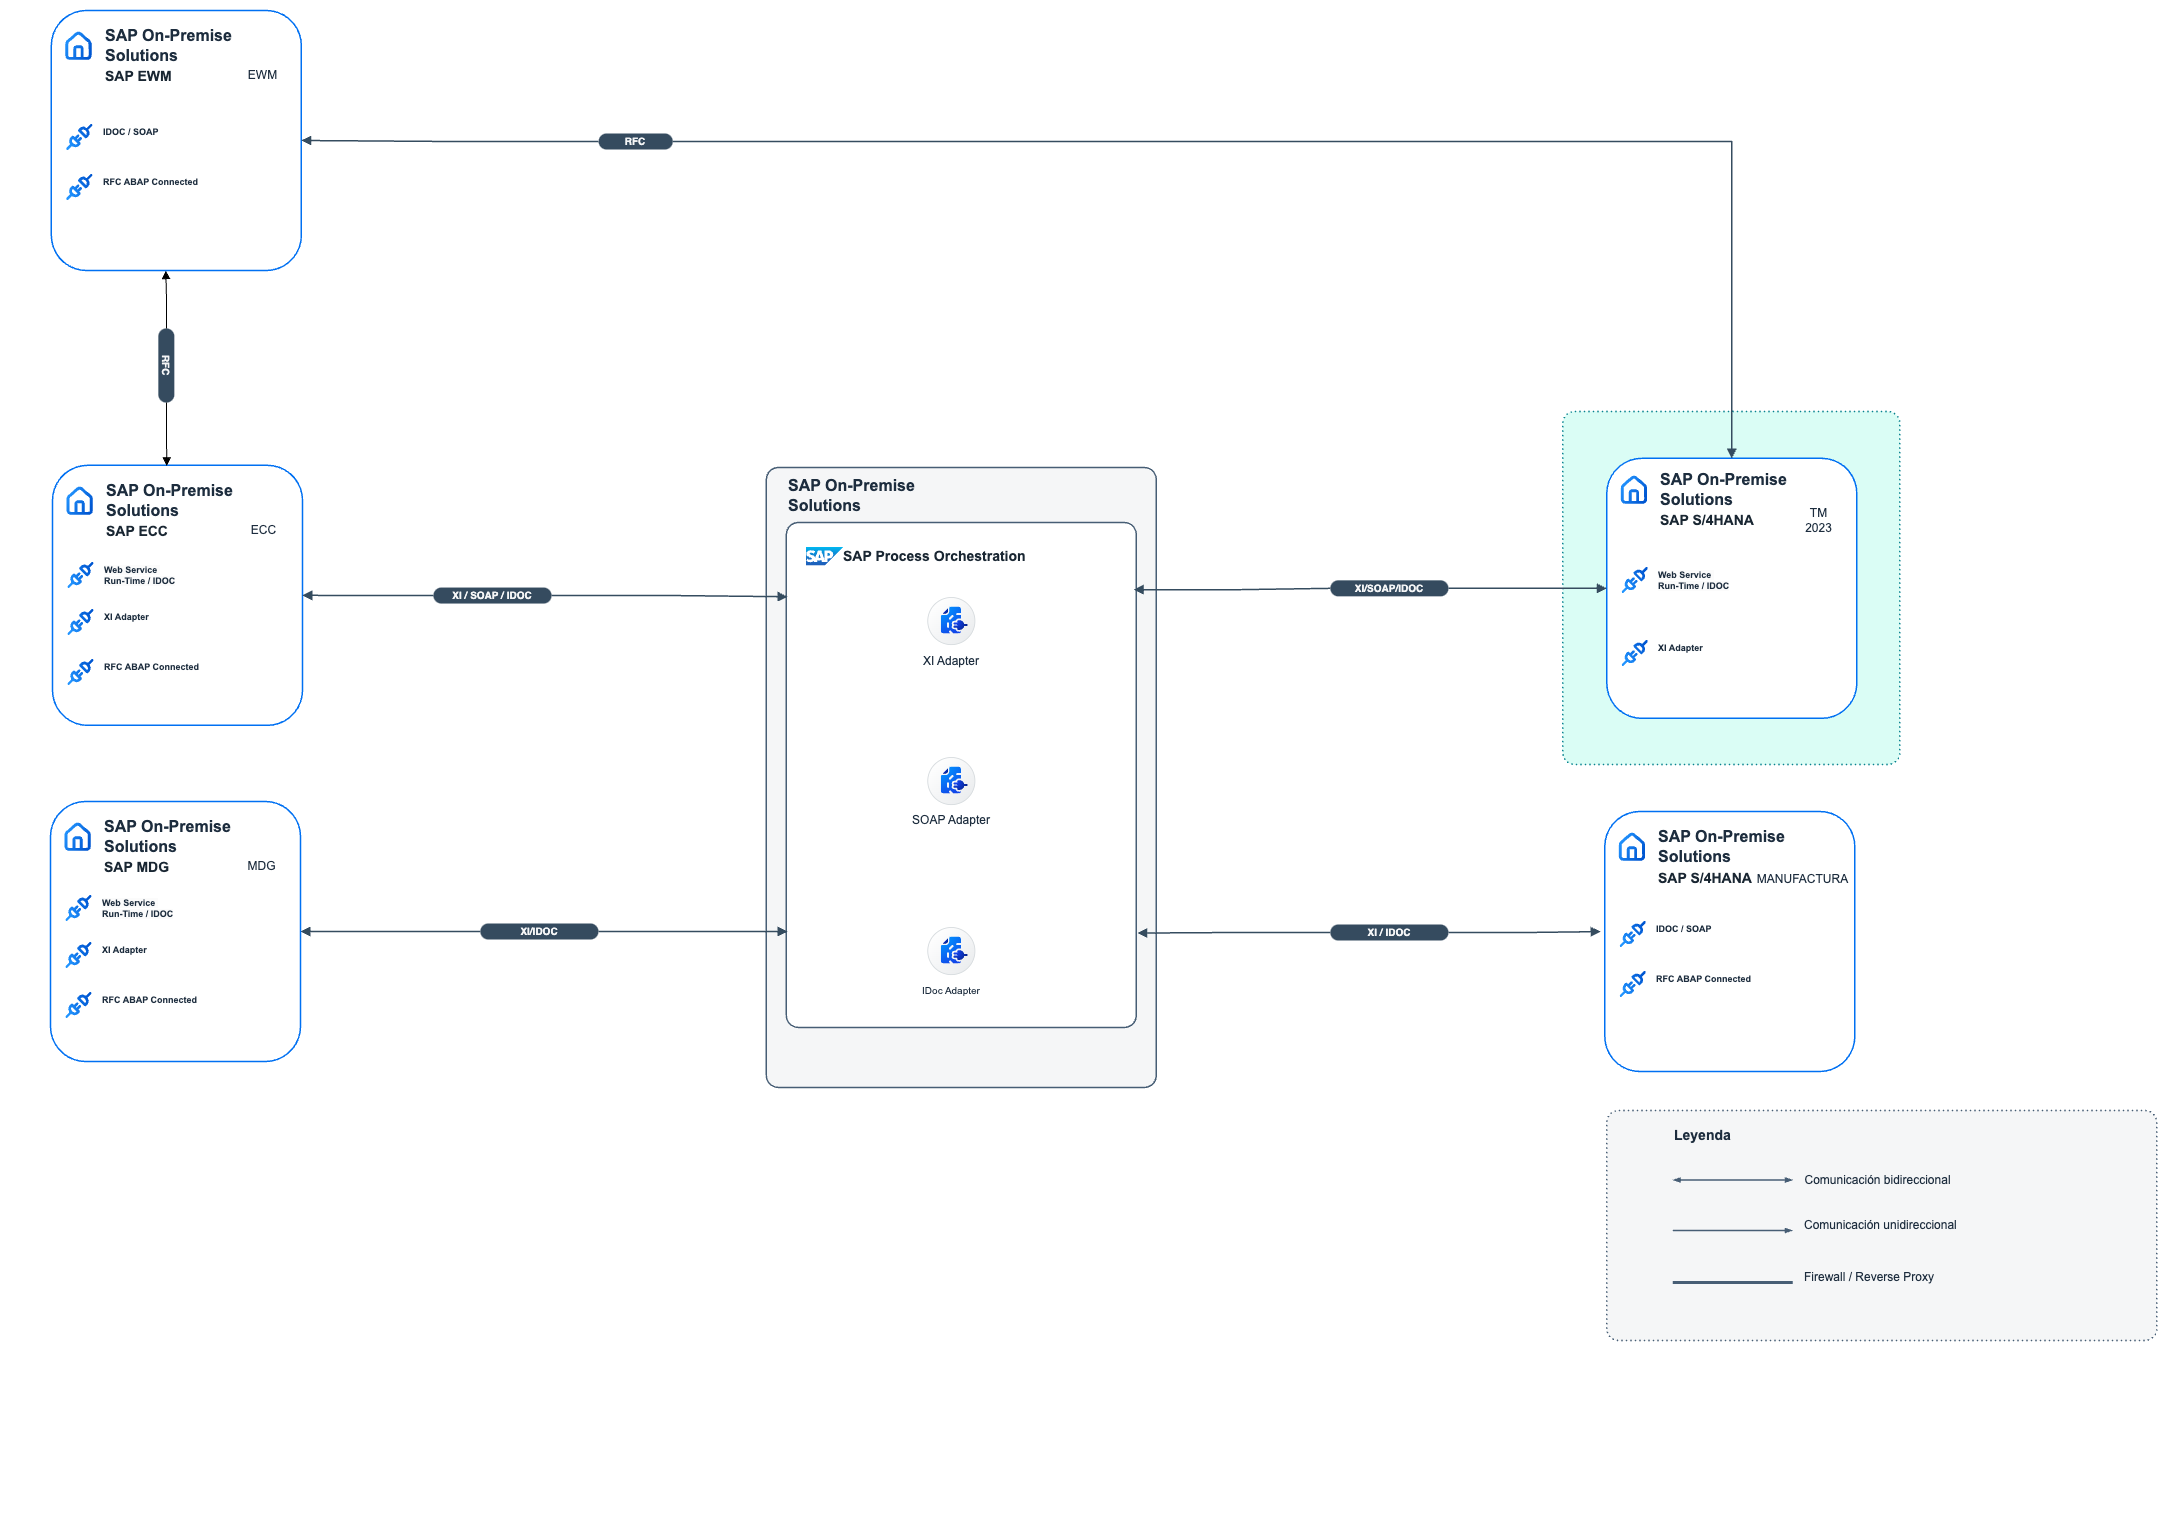 SAP On-Premise
Solutions
SAP EWM
EWM
IDOC / SOAP
RFC ABAP Connected
RFC
RFC
SAP On-Premise
Solutions
SAP ECC
ECC
Web Service
Run-Time / IDOC
XI Adapter
RFC ABAP Connected
XI / SOAP / IDOC
SAP On-Premise
Solutions
SAP
SAP Process Orchestration
XI Adapter
SOAP Adapter
IDoc Adapter
XI/SOAP/IDOC
SAP On-Premise
Solutions
SAP S/4HANA
TM
2023
Web Service
Run-Time / IDOC
XI Adapter
SAP On-Premise
Solutions
SAP MDG
MDG
Web Service
Run-Time / IDOC
XI Adapter
RFC ABAP Connected
XI/IDOC
XI / IDOC
SAP On-Premise
Solutions
SAP S/4HANA MANUFACTURA
IDOC / SOAP
RFC ABAP Connected
Leyenda
Comunicación bidireccional
Comunicación unidireccional
Firewall / Reverse Proxy